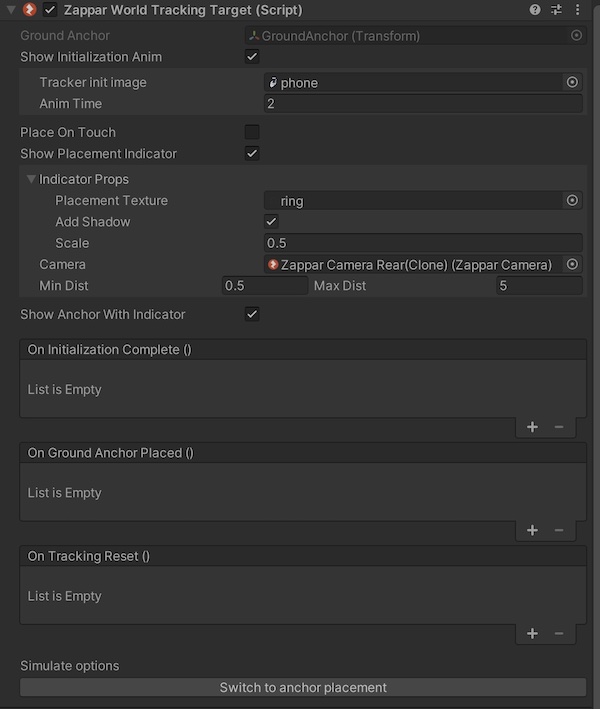 Zappar World Tracking Target (Script)
Ground Anchor GroundAnchor (Transform)
Show Initialization Anim
Tracker init image phone
Anim Time 2
Place On Touch
Show Placement Indicator
Indicator Props
Placement Texture ring
Add Shadow
Scale 0.5
Camera Zappar Camera Rear(Clone) (Zappar Camera)
Min Dist 0.5 Max Dist 5
Show Anchor With Indicator
On Initialization Complete ()
List is Empty
On Ground Anchor Placed ()
List is Empty
On Tracking Reset ()
List is Empty
Simulate options
Switch to anchor placement